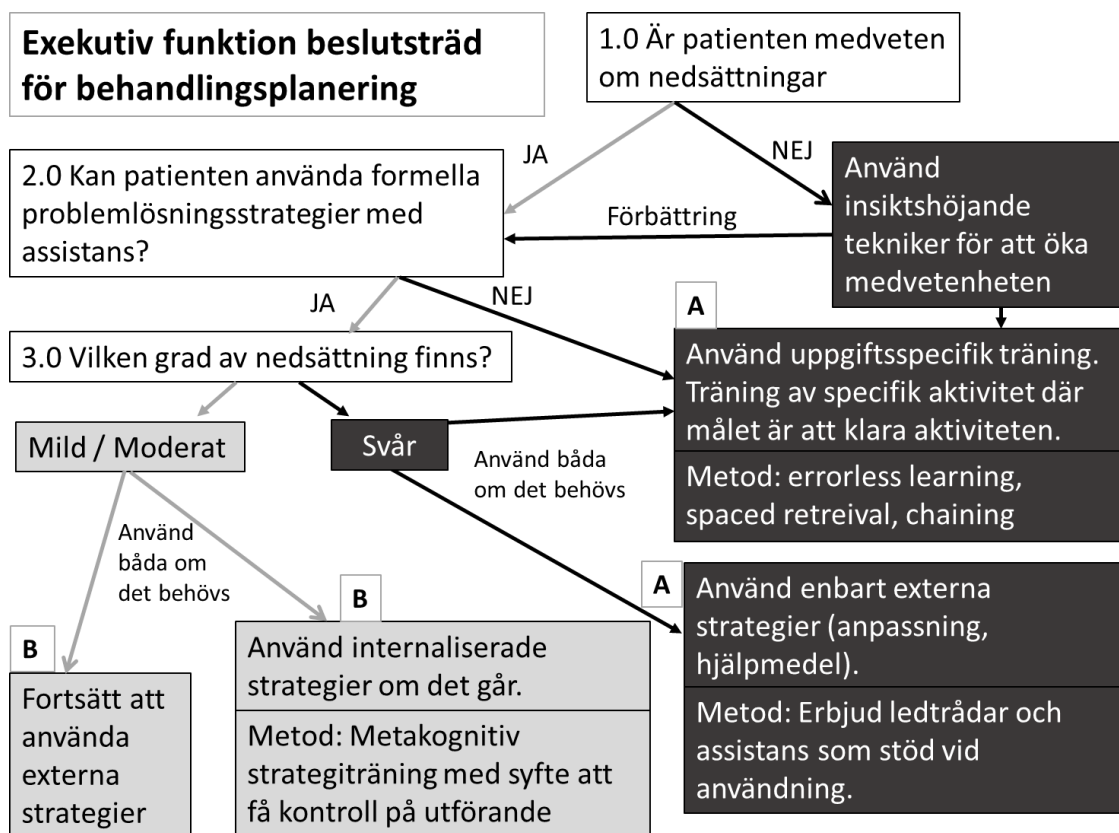 Exekutiv funktion beslutsträd
för behandlingsplanering
1.0 Är patienten medveten
om nedsättningar
JA
NEJ
2.0 Kan patienten använda formella
problemlösningsstrategier med
assistans?
Förbättring
Använd
insiktshöjande
tekniker för att öka
medvetenheten
JA
NEJ
3.0 Vilken grad av nedsättning finns?
A
Använd uppgiftsspecifik träning.
Träning av specifik aktivitet där
målet är att klara aktiviteten.
Metod: errorless learning,
spaced retreival, chaining
Mild / Moderat
Svår
Använd båda
om det behövs
Använd
båda om
det behövs
A
Använd enbart externa
strategier (anpassning,
hjälpmedel).
Metod: Erbjud ledtrådar och
assistans som stöd vid
användning.
B
Fortsätt att
använda
externa
strategier
B
Använd internaliserade
strategier om det går.
Metod: Metakognitiv
strategiträning med syfte att
få kontroll på utförande